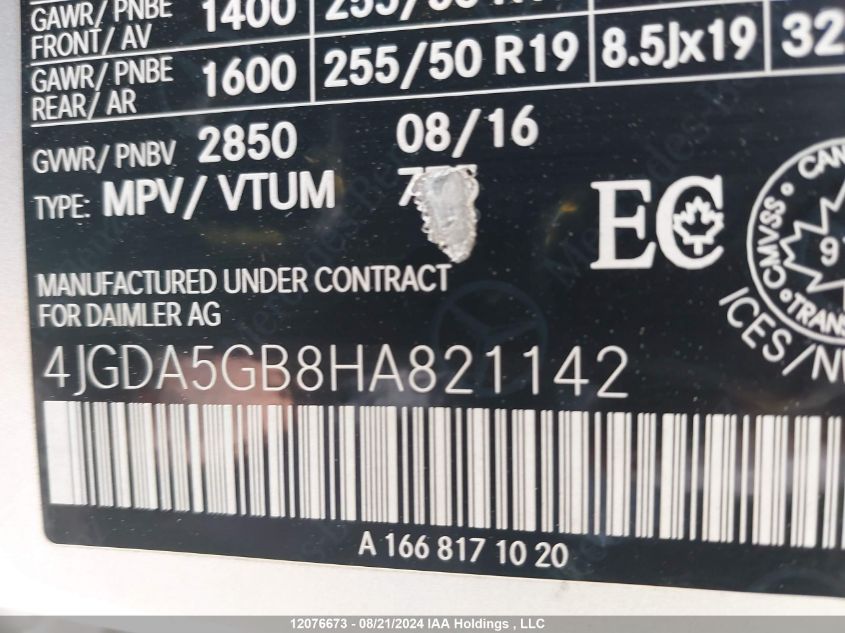 GAWR/ PNBE 1400
FRONT/ AV
GAWR/ PNBE 1600 255/50 R19 8.5Jx19
REAR/ AR
GVWR/ PNBV 2850 08/16
TYPE: MPV/ VTUM
EC
CMVSS
ICES/
MANUFACTURED UNDER CONTRACT
FOR DAIMLER AG
4JGDA5GB8HA821142
A 166 817 10 20
12076673 - 08/21/2024 IAA Holdings , LLC